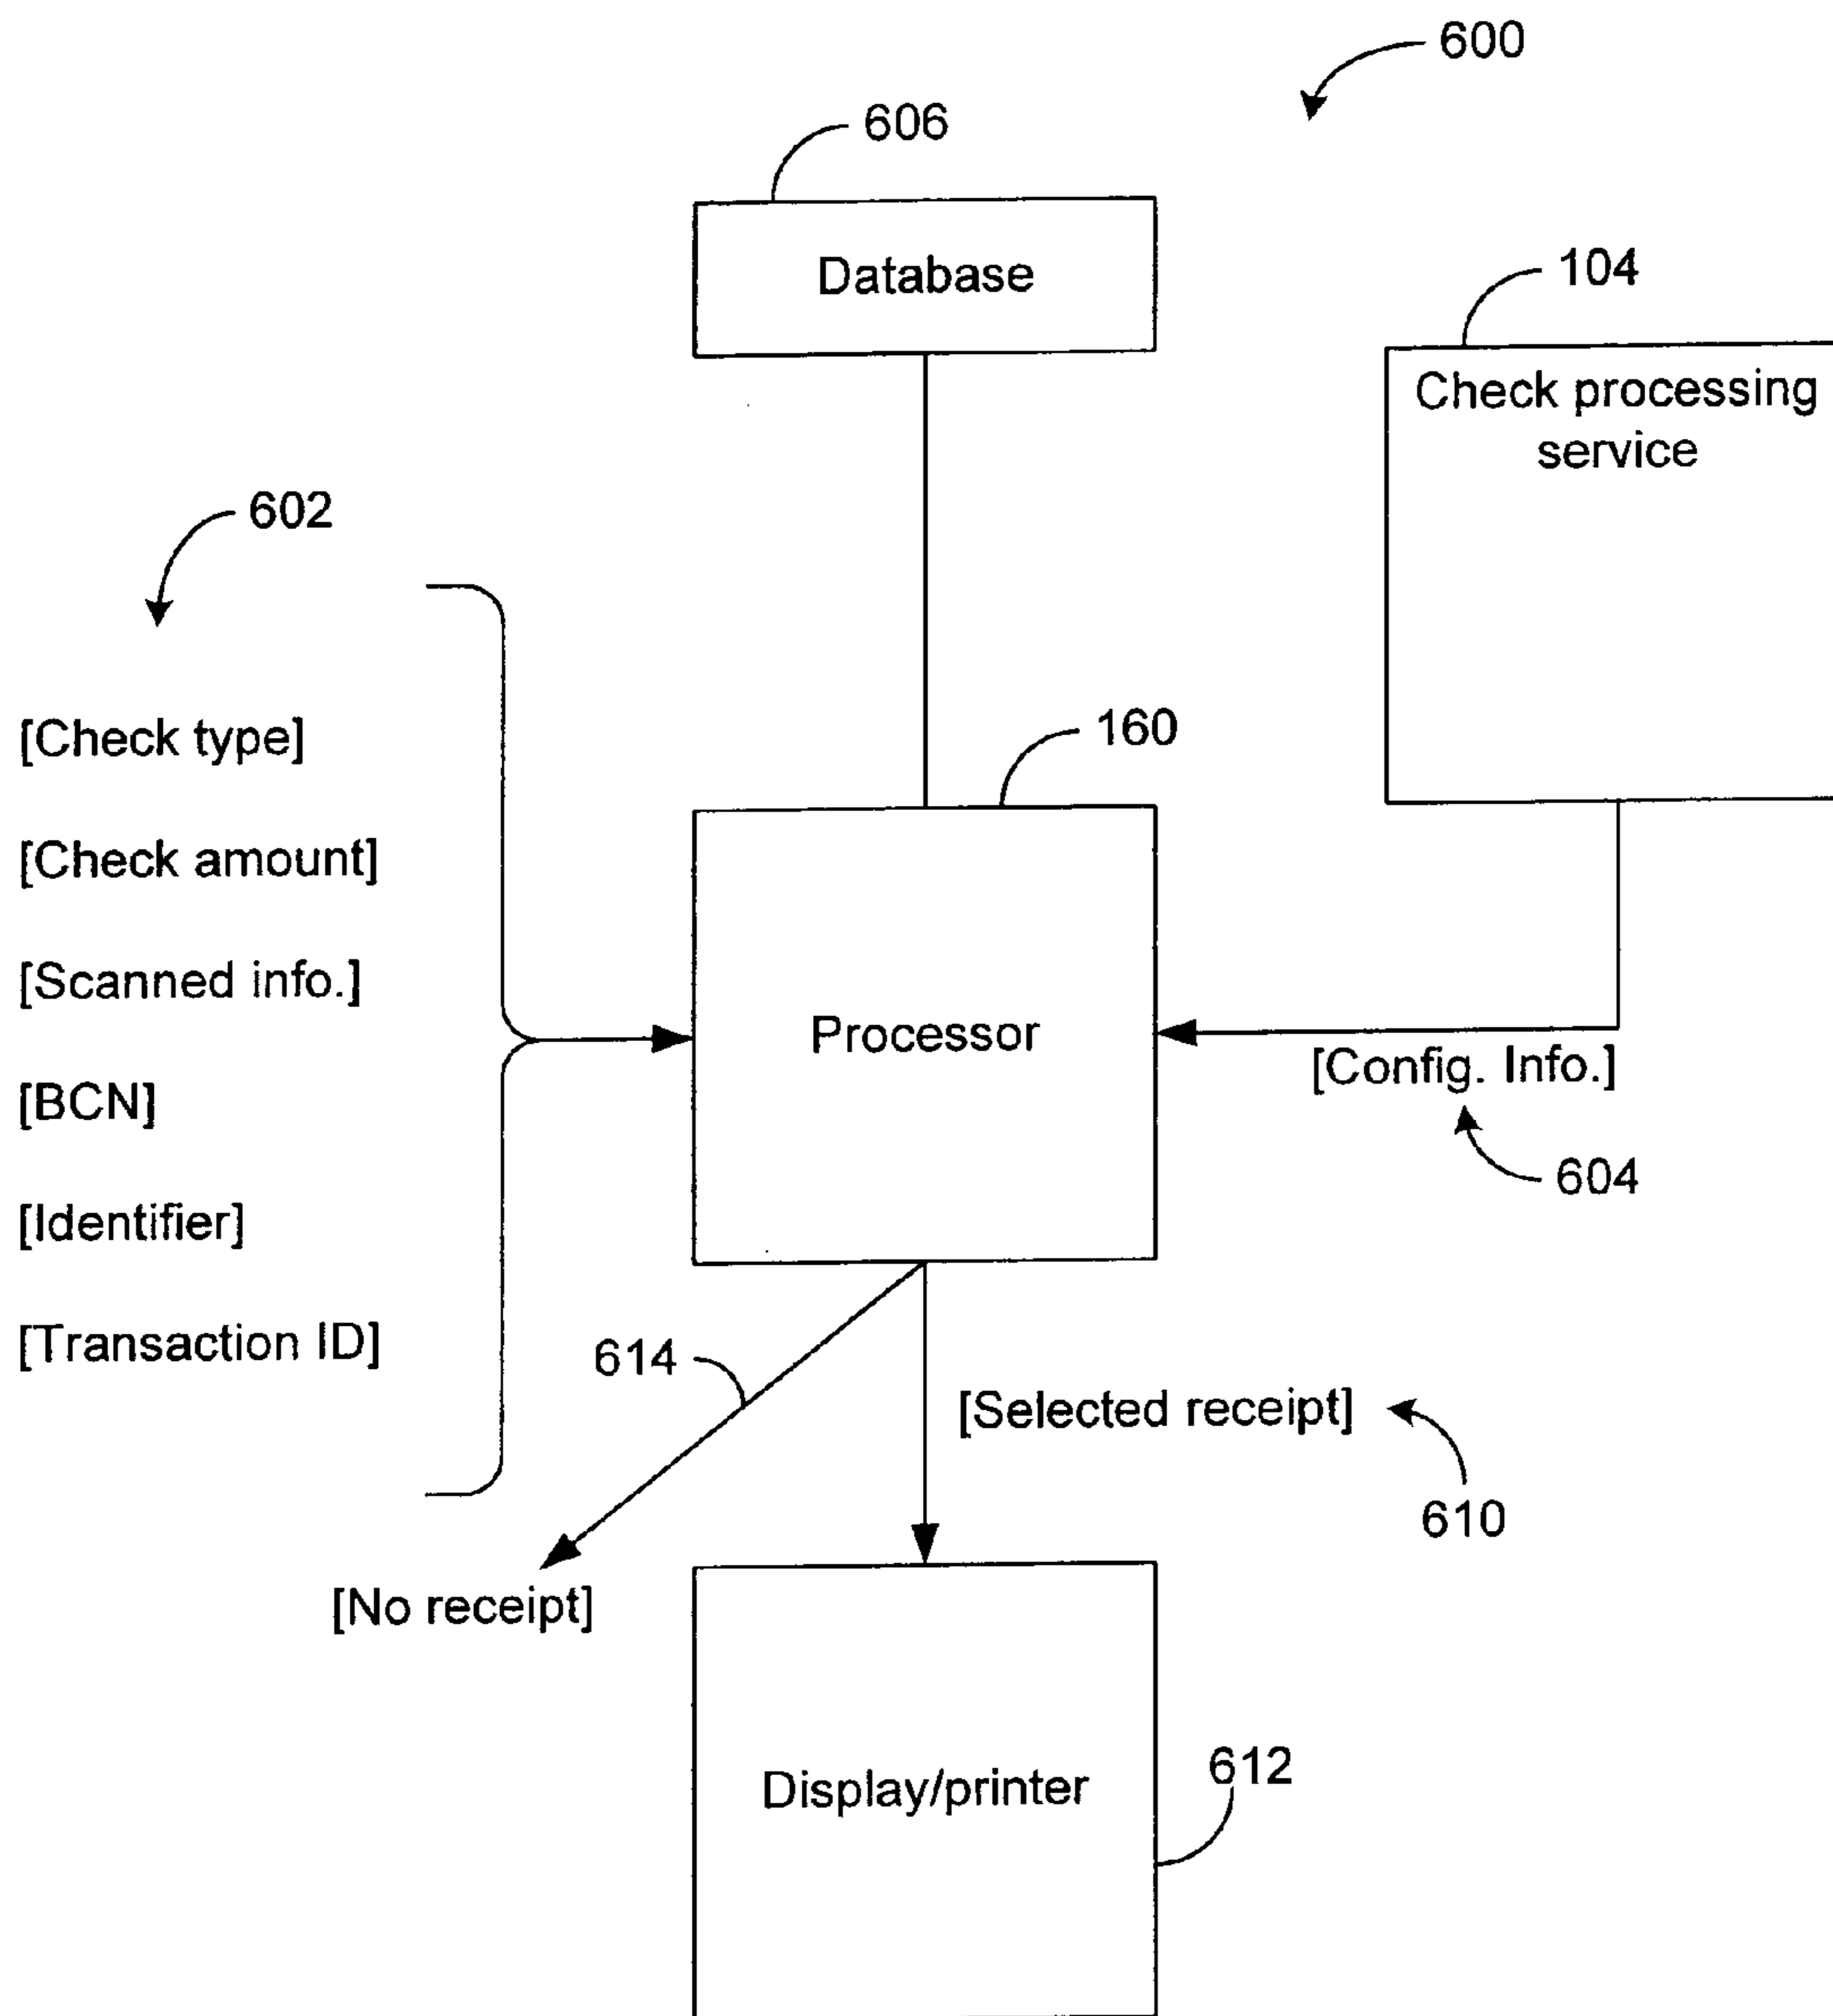 600
606
Database
104
Check processing
service
602
[Check type]
160
[Check amount]
[Scanned info.]
Processor
[Config. Info.]
[BCN]
604
[Identifier]
[Transaction ID]
614
[Selected receipt]
610
[No receipt]
612
Display/printer